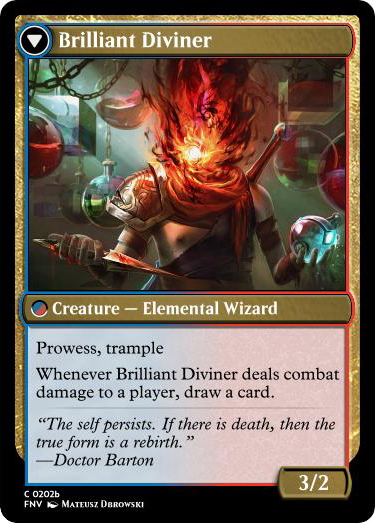 Brilliant Diviner
Creature — Elemental Wizard
Prowess, trample
Whenever Brilliant Diviner deals combat
damage to a player, draw a card.
“The self persists. If there is death, then the
true form is a rebirth.”
—Doctor Barton
3/2
C 0202b
FNV Mateusz Dbrowski